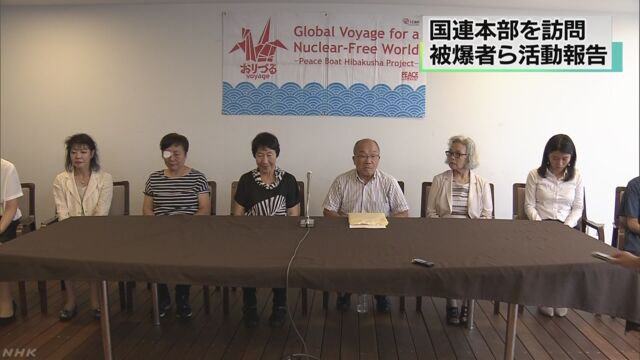 国連本部を訪問
被爆者ら活動報告
Global Voyage for a
Nuclear-Free World
-Peace Boat Hibakusha Project-
おりづる
voyage
PEACE
NHK